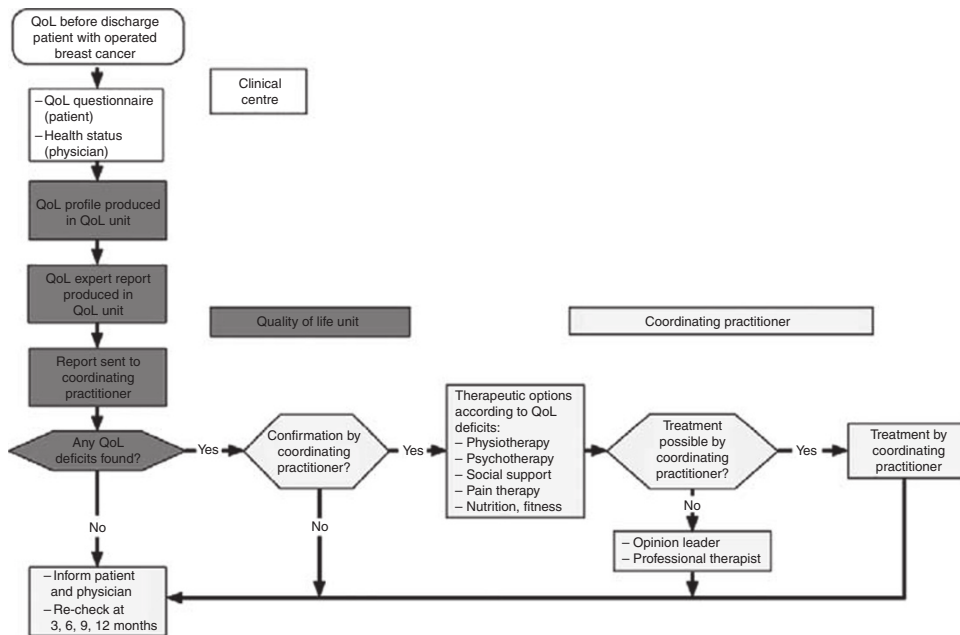 QoL before discharge
patient with operated
breast cancer
Clinical
centre
– QoL questionnaire
(patient)
– Health status
(physician)
QoL profile produced
in QoL unit
QoL expert report
produced in
QoL unit
Quality of life unit
Coordinating practitioner
Report sent to
coordinating
practitioner
Any QoL
deficits found?
Yes
Confirmation by
coordinating
practitioner?
Yes
Therapeutic options
according to QoL
deficits:
– Physiotherapy
– Psychotherapy
– Social support
– Pain therapy
– Nutrition, fitness
Treatment
possible by
coordinating
practitioner?
Yes
Treatment by
coordinating
practitioner
No
No
No
– Opinion leader
– Professional therapist
– Inform patient
and physician
– Re-check at
3, 6, 9, 12 months